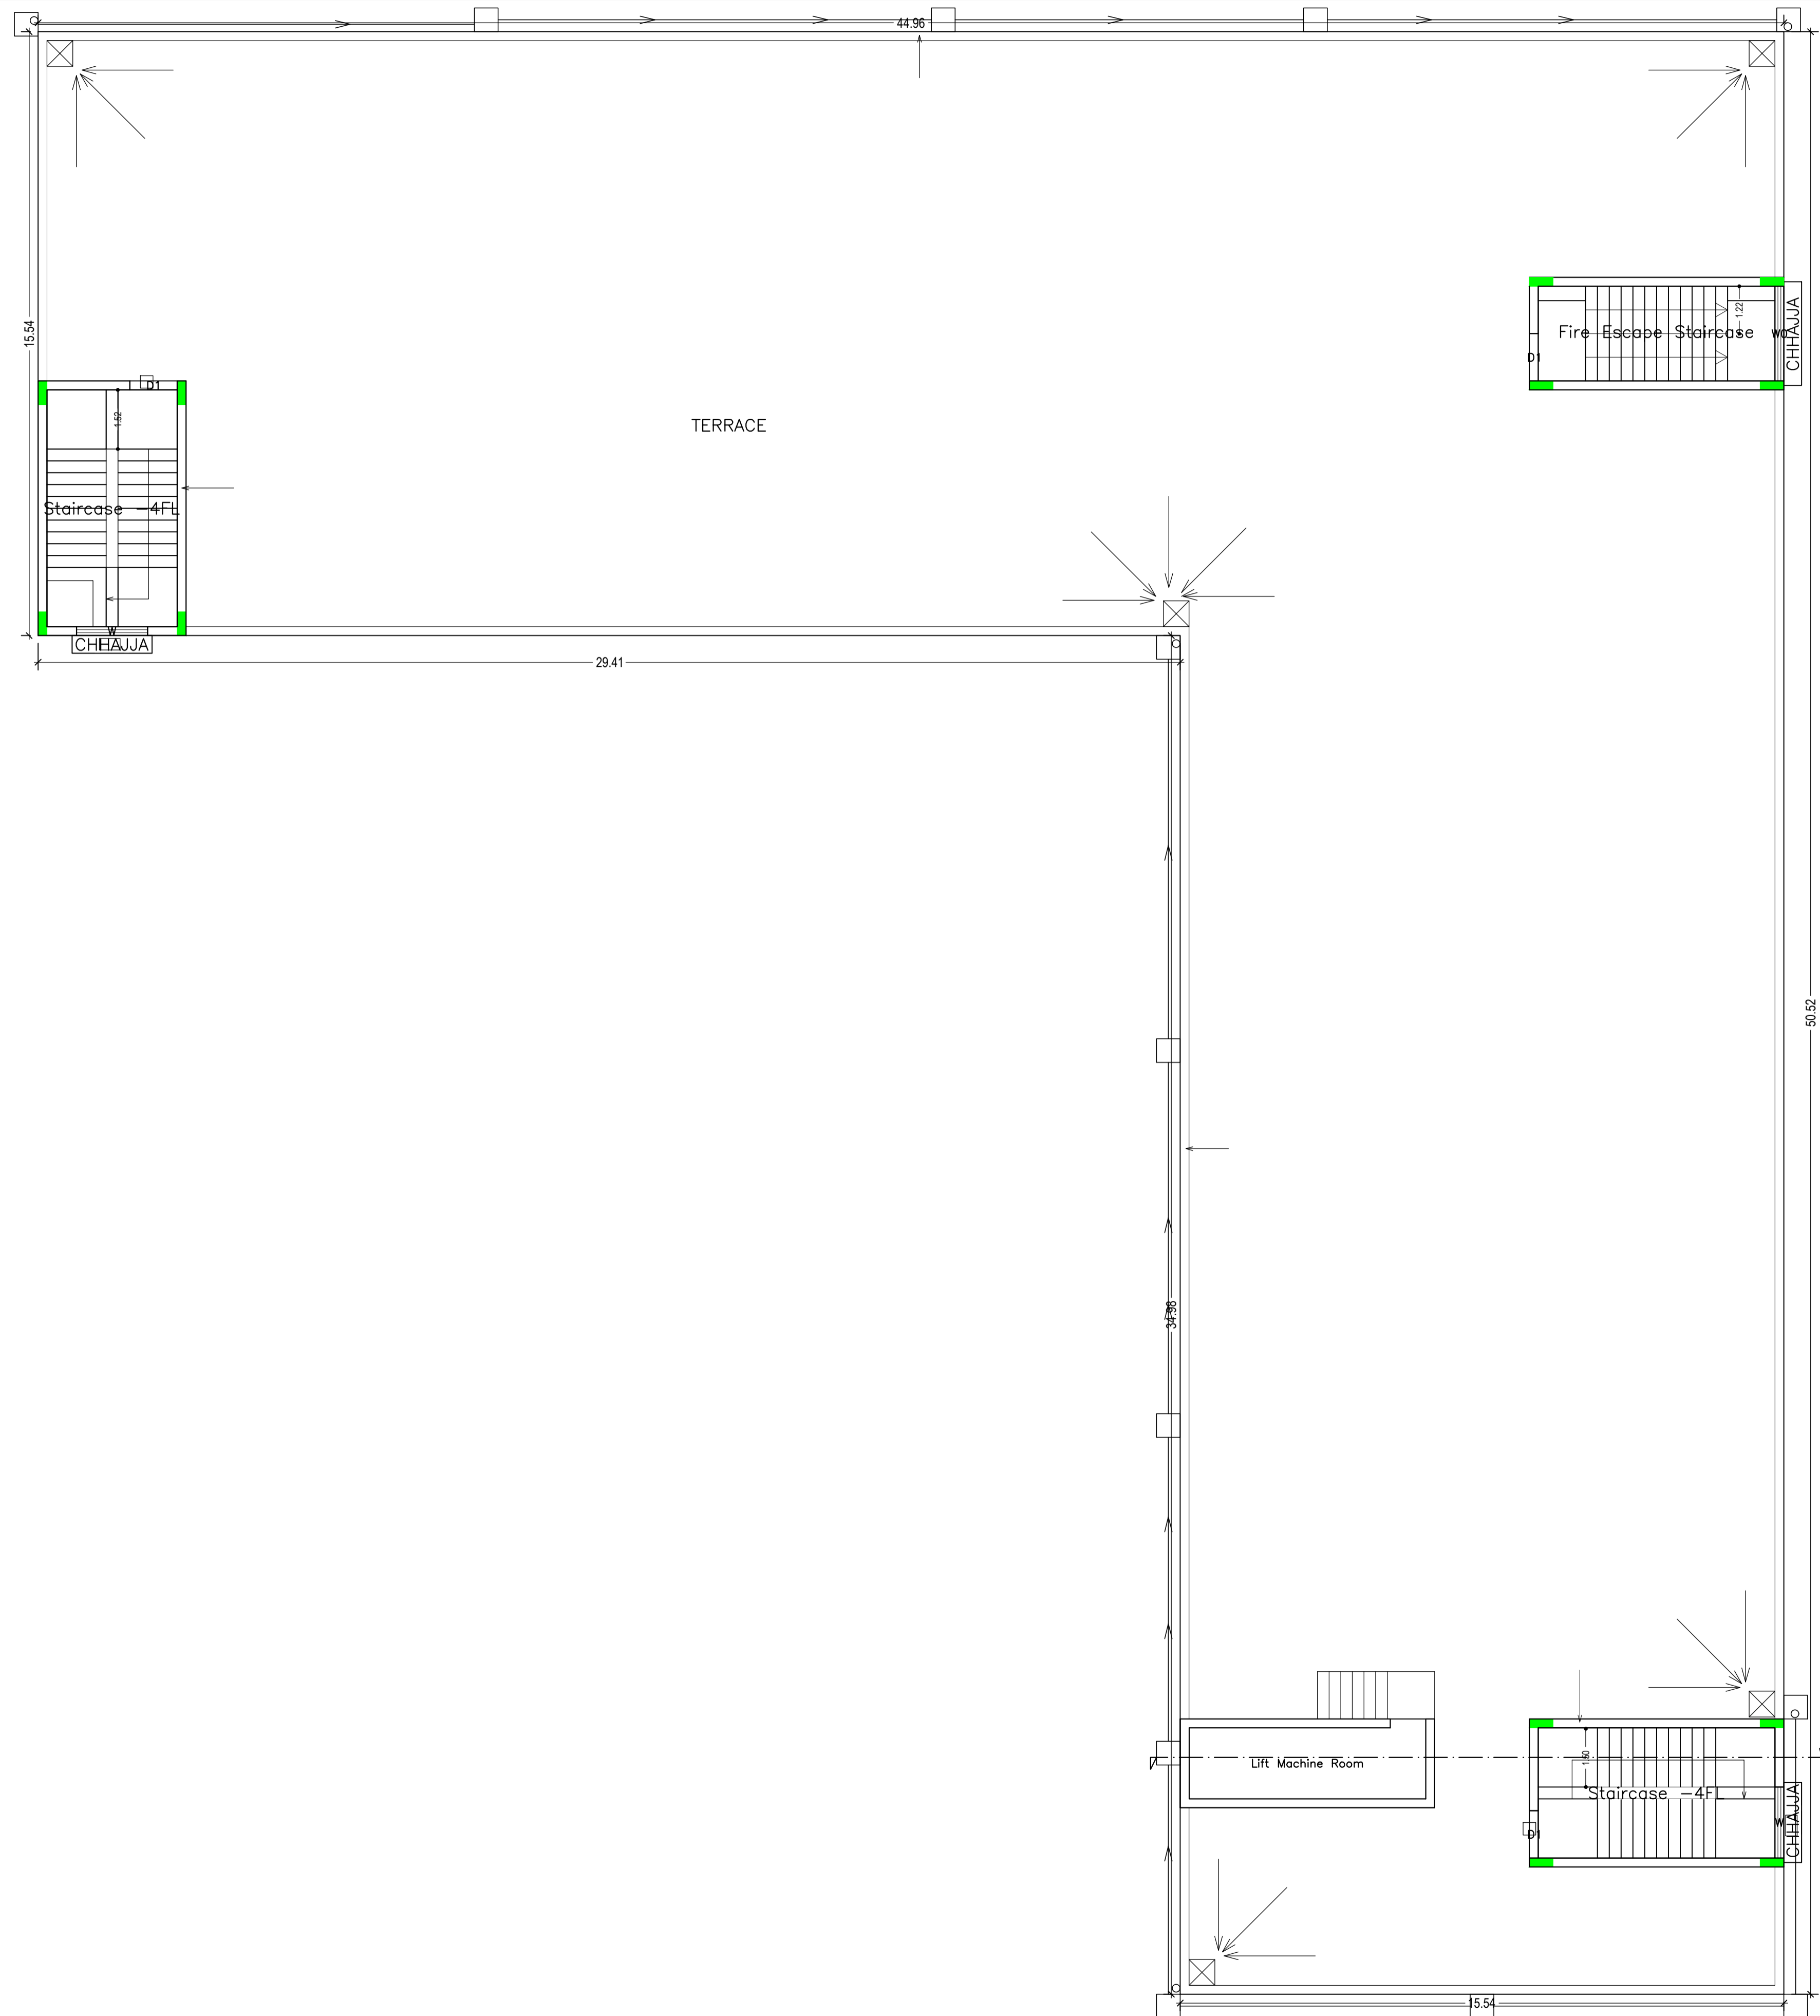 44.96
15.54
CHHAJJA
1.22
Fire Escape Staircase
D1
D1
1.52
TERRACE
Staircase -4FL
W
CHHAJJA
29.41
50.52
34.98
Lift Machine Room
1.50
Staircase -4FL
CHHAJJA
W
D1
15.54